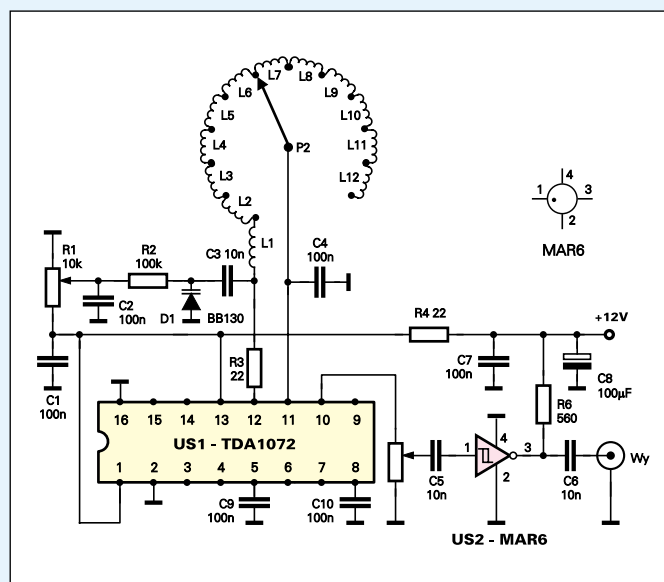 L7
L8
L6
L9
L5
L10
P2
L4
L11
L3
L12
L2
4
1
3
2
MAR6
R1
10k
R2
100k
C3 10n
L1
C4
100n
C2
100n
D1
BB130
R4 22
+12V
C1
100n
R3
22
C7
100n
C8
100µF
R6
560
16 15 14 13 12 11 10 9
US1 - TDA1072
1 2 3 4 5 6 7 8
C9
100n
C10
100n
C5
10n
1
4
3
2
C6
10n
Wy
US2 - MAR6